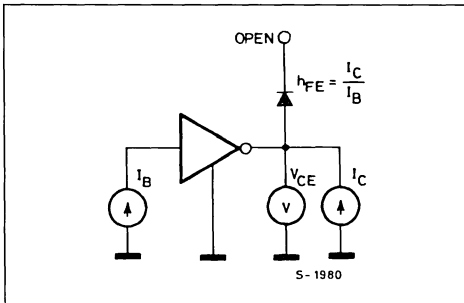 OPEN
hFE = IC
IB
IB
VCE
IC
V
S-1980